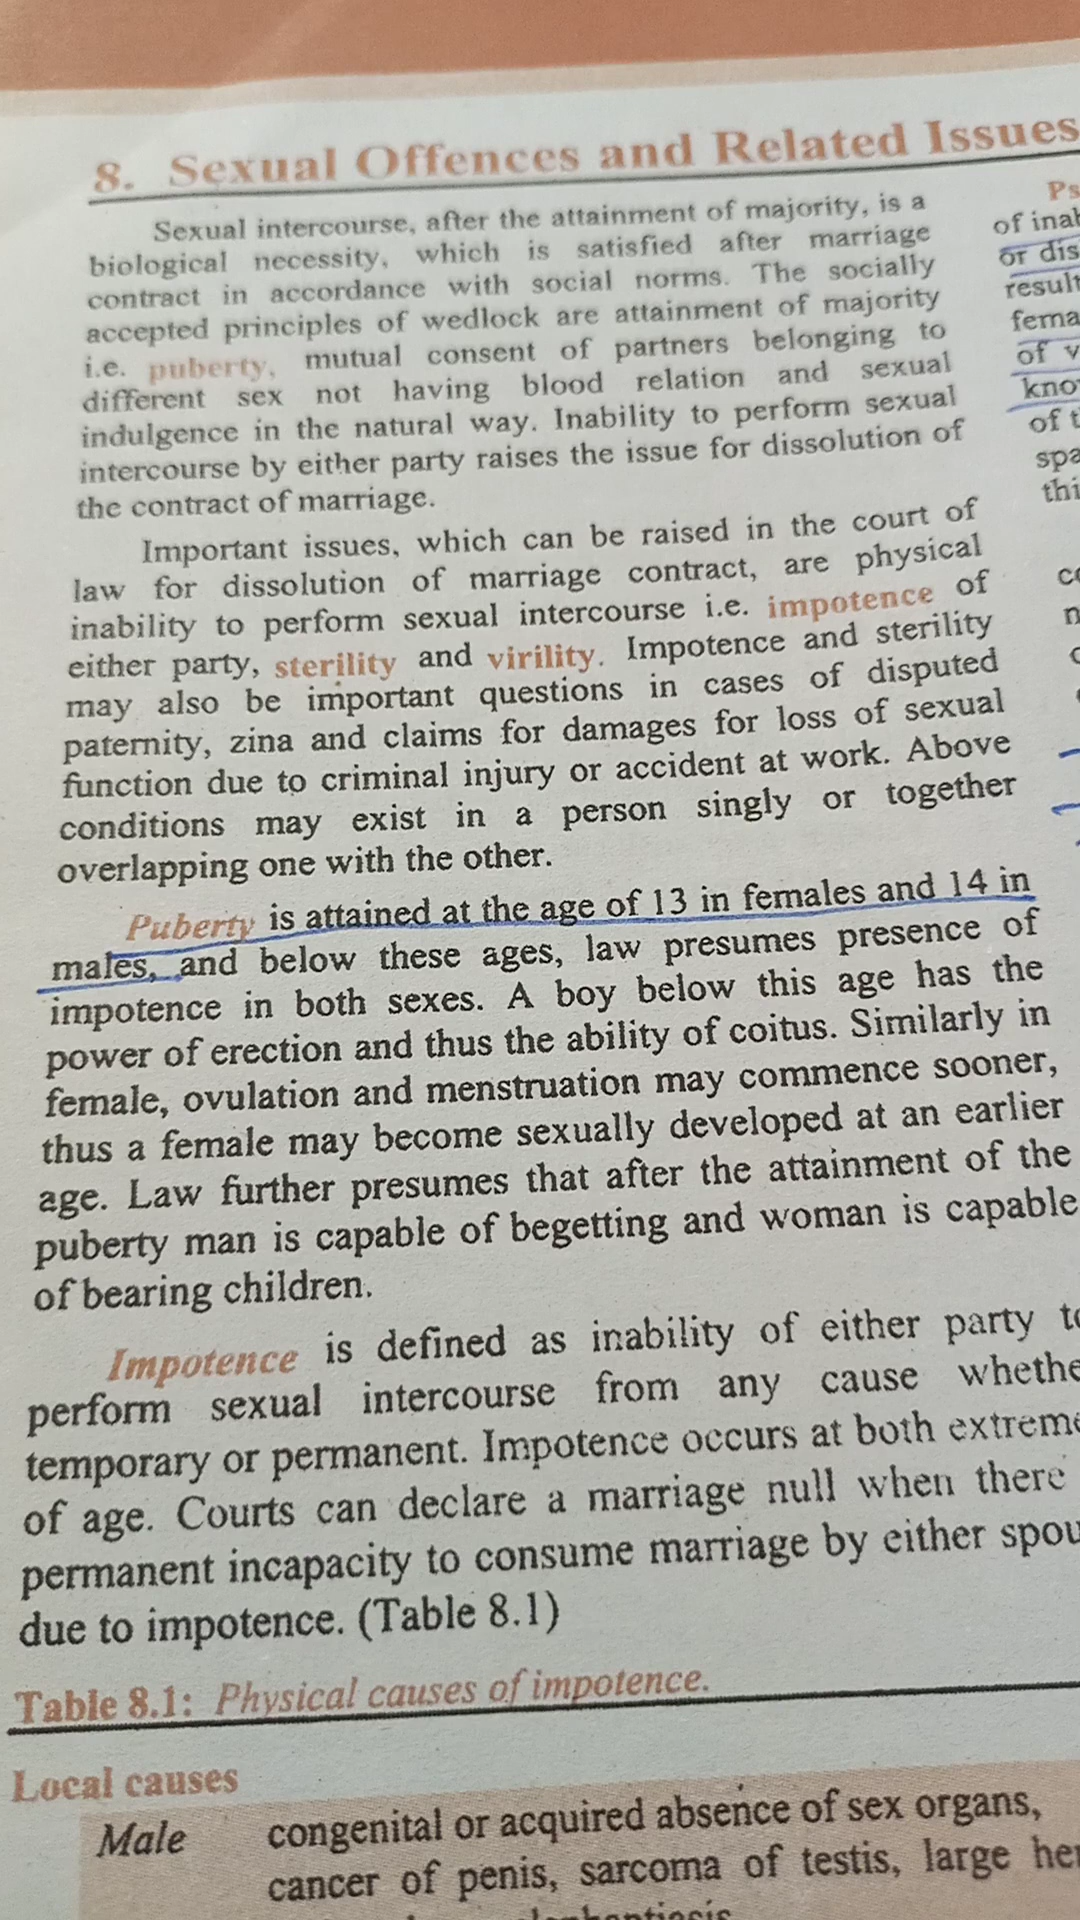 8. Sexual Offences and Related Issues
Sexual intercourse, after the attainment of majority, is a
biological necessity, which is satisfied after marriage
contract in accordance with social norms. The socially
accepted principles of wedlock are attainment of majority
i.e. puberty, mutual consent of partners belonging to
different sex not having blood relation and sexual
indulgence in the natural way. Inability to perform sexual
intercourse by either party raises the issue for dissolution of
the contract of marriage.
Important issues, which can be raised in the court of
law for dissolution of marriage contract, are physical
inability to perform sexual intercourse i.e. impotence of
either party, sterility and virility. Impotence and sterility
may also be important questions in cases of disputed
paternity, zina and claims for damages for loss of sexual
function due to criminal injury or accident at work. Above
conditions may exist in a person singly or together
overlapping one with the other.
Puberty is attained at the age of 13 in females and 14 in
males, and below these ages, law presumes presence of
impotence in both sexes. A boy below this age has the
power of erection and thus the ability of coitus. Similarly in
female, ovulation and menstruation may commence sooner,
thus a female may become sexually developed at an earlier
age. Law further presumes that after the attainment of the
puberty man is capable of begetting and woman is capable
of bearing children.
Impotence is defined as inability of either party to
perform sexual intercourse from any cause whethe
temporary or permanent. Impotence occurs at both extreme
of age. Courts can declare a marriage null when there
permanent incapacity to consume marriage by either spou
due to impotence. (Table 8.1)
Table 8.1: Physical causes of impotence.
Local causes
Male congenital or acquired absence of sex organs,
cancer of penis, sarcoma of testis, large her
Ps
of inab
or dis
result
fema
of v
kno
of t
spa
thi